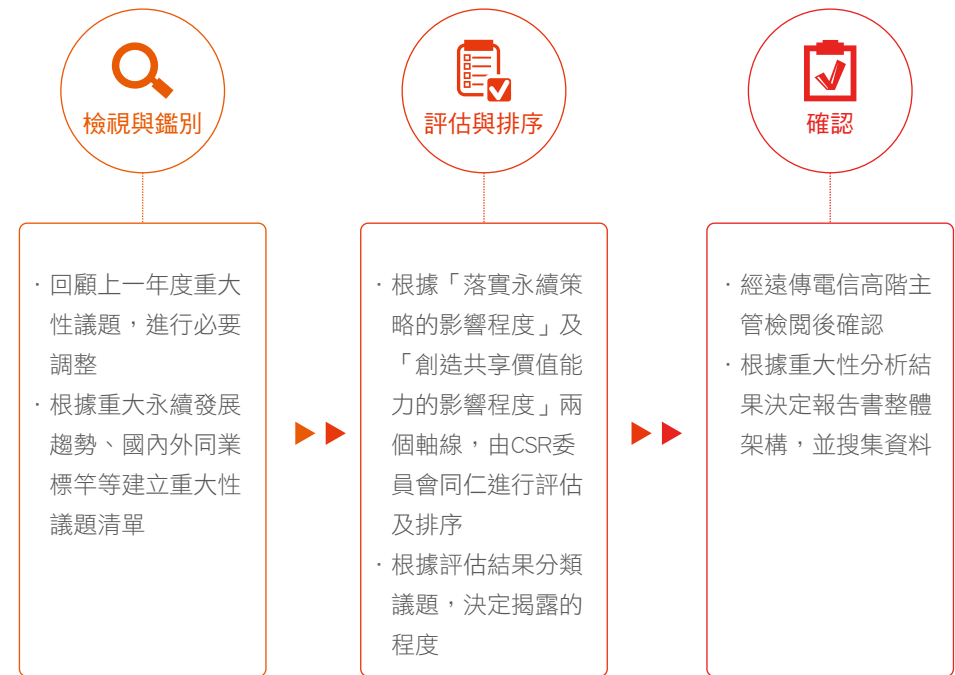 檢視與鑑別
· 回顧上一年度重大
性議題，進行必要
調整
· 根據重大永續發展
趨勢、國內外同業
標竿等建立重大性
議題清單
評估與排序
· 根據「落實永續策
略的影響程度」及
「創造共享價值能
力的影響程度」兩
個軸線，由CSR委
員會同仁進行評估
及排序
· 根據評估結果分類
議題，決定揭露的
程度
確認
· 經遠傳電信高階主
管檢閱後確認
· 根據重大性分析結
果決定報告書整體
架構，並搜集資料